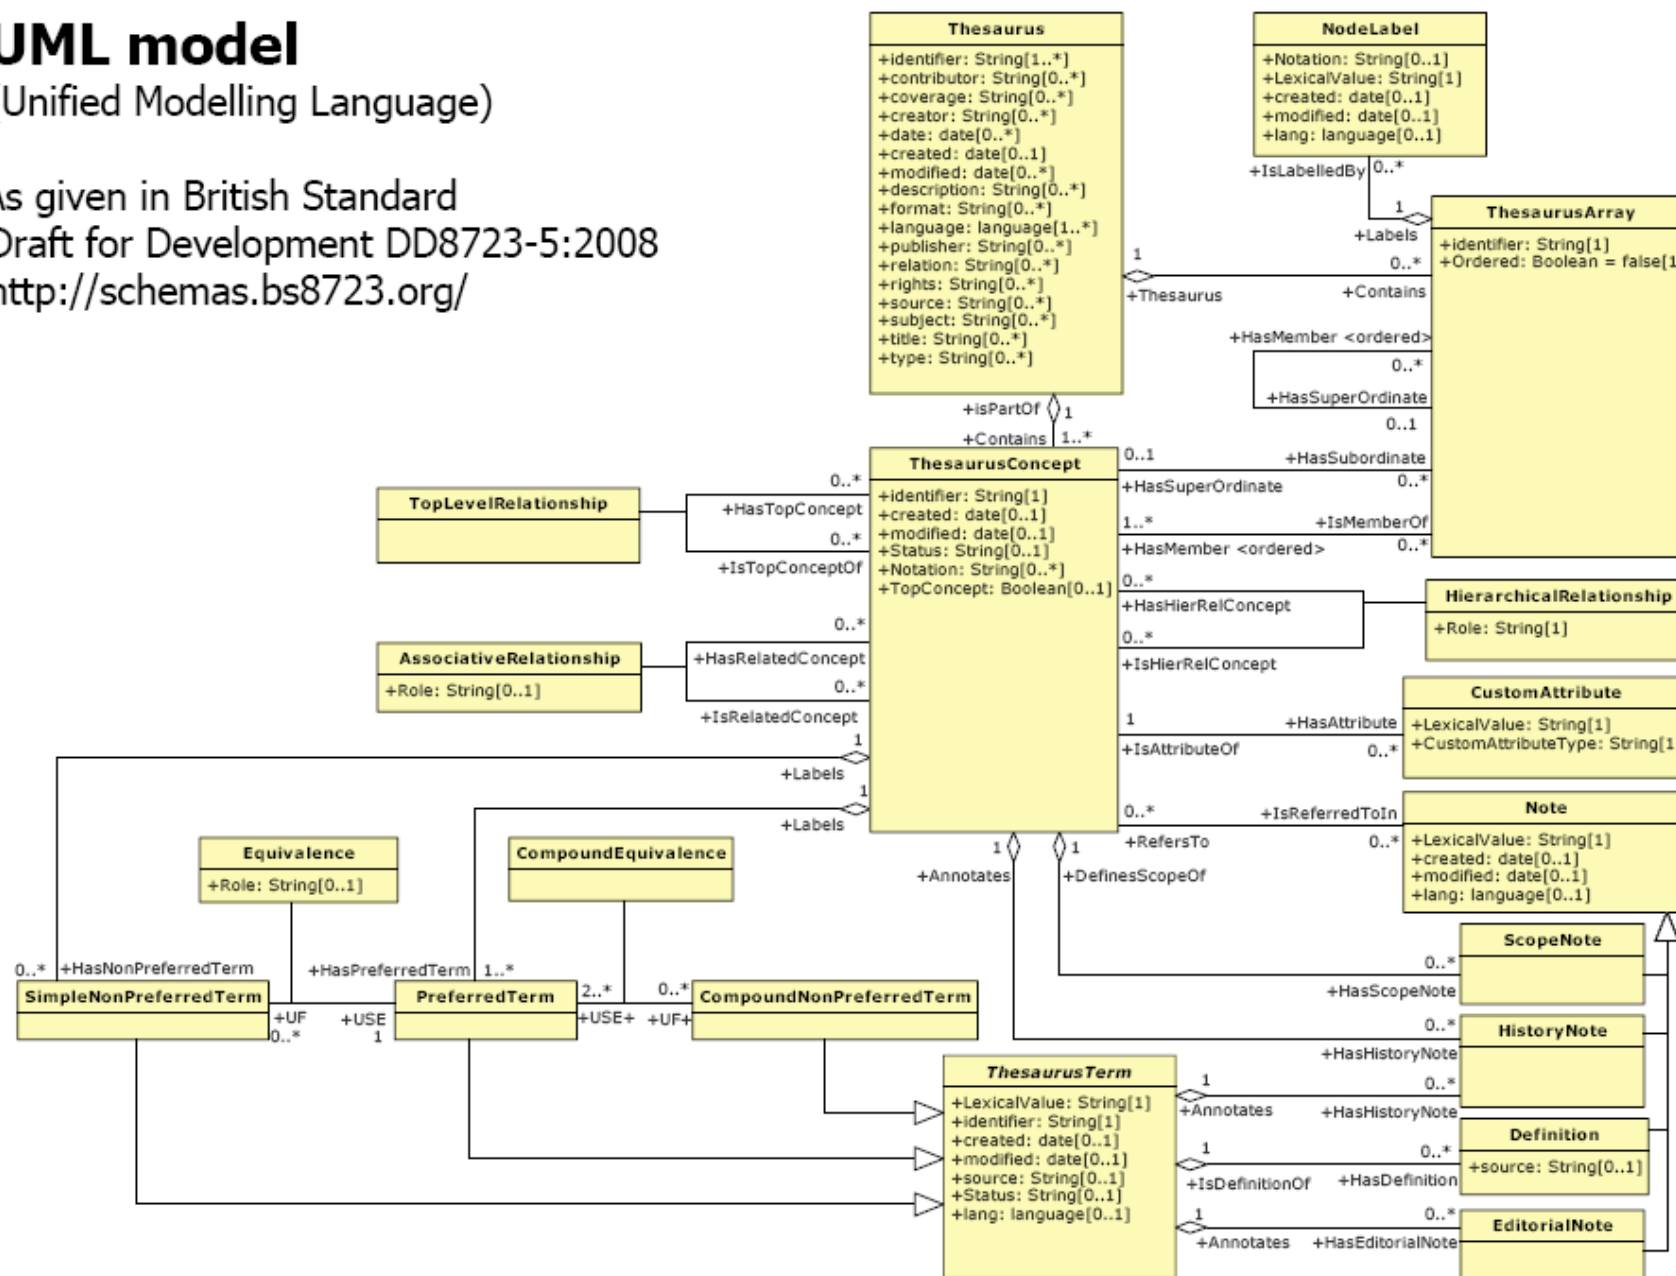 UML model
(Unified Modelling Language)
As given in British Standard
Draft for Development DD8723-5:2008
http://schemas.bs8723.org/
Thesaurus
+identifier: String[1..*]
+contributor: String[0..*]
+coverage: String[0..*]
+creator: String[0..*]
+date: date[0..*]
+created: date[0..1]
+modified: date[0..*]
+description: String[0..*]
+format: String[0..*]
+language: language[1..*]
+publisher: String[0..*]
+relation: String[0..*]
+rights: String[0..*]
+source: String[0..*]
+subject: String[0..*]
+title: String[0..*]
+type: String[0..*]
NodeLabel
+Notation: String[0..1]
+LexicalValue: String[1]
+created: date[0..1]
+modified: date[0..1]
+lang: language[0..1]
+IsLabelledBy 0..*
1
+Labels
ThesaurusArray
+identifier: String[1]
+Ordered: Boolean = false[1
1
0..*
+Thesaurus
+Contains
+HasMember <ordered>
0..*
+HasSuperOrdinate
0..1
+isPartOf 1
+Contains 1..*
ThesaurusConcept
+identifier: String[1]
+created: date[0..1]
+modified: date[0..1]
+Status: String[0..1]
+Notation: String[0..*]
+TopConcept: Boolean[0..1]
0..1
+HasSubordinate
+HasSuperOrdinate
0..*
1..*
+IsMemberOf
+HasMember <ordered>
0..*
TopLevelRelationship
0..*
+HasTopConcept
0..*
+IsTopConceptOf
0..*
+HasHierRelConcept
0..*
+IsHierRelConcept
HierarchicalRelationship
+Role: String[1]
AssociativeRelationship
+Role: String[0..1]
0..*
+HasRelatedConcept
0..*
+IsRelatedConcept
1
+HasAttribute
+IsAttributeOf
0..*
CustomAttribute
+LexicalValue: String[1]
+CustomAttributeType: String[1
1
+Labels
1
+Labels
0..*
+IsReferredToIn
+RefersTo
0..*
Note
+LexicalValue: String[1]
+created: date[0..1]
+modified: date[0..1]
+lang: language[0..1]
1
+Annotates
1
+DefinesScopeOf
Equivalence
+Role: String[0..1]
CompoundEquivalence
0..*
+HasNonPreferredTerm
+HasPreferredTerm
1..*
SimpleNonPreferredTerm
+UF
0..*
+USE
1
PreferredTerm
2..*
+USE+
0..*
+UF+
CompoundNonPreferredTerm
ScopeNote
0..*
+HasScopeNote
HistoryNote
0..*
+HasHistoryNote
ThesaurusTerm
+LexicalValue: String[1]
+identifier: String[1]
+created: date[0..1]
+modified: date[0..1]
+source: String[0..1]
+Status: String[0..1]
+lang: language[0..1]
1
0..*
+Annotates
+HasHistoryNote
Definition
+source: String[0..1]
1
0..*
+IsDefinitionOf
+HasDefinition
EditorialNote
1
0..*
+Annotates
+HasEditorialNote